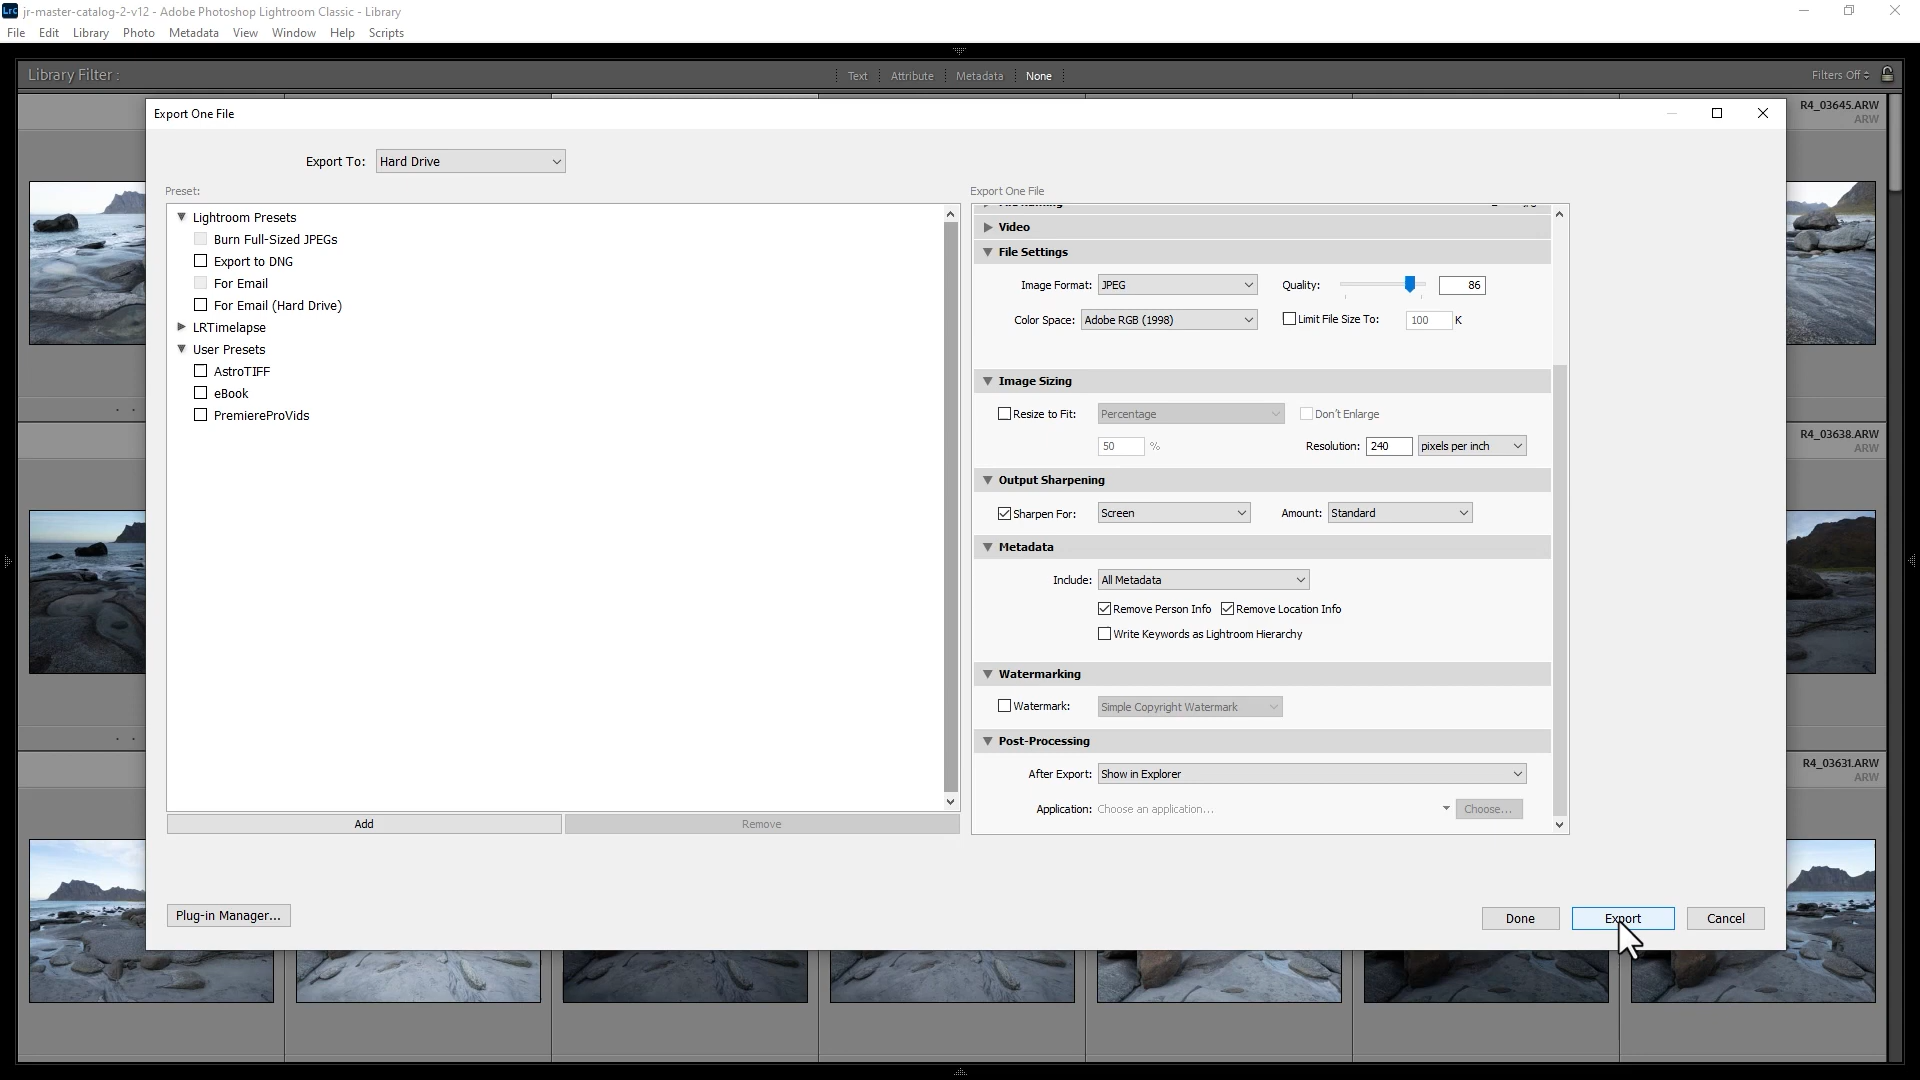 Lrc jr-master-catalog-2-v12 - Adobe Photoshop Lightroom Classic - Library
File Edit Library Photo Metadata View Window Help Scripts
Library Filter : Text Attribute Metadata None Filters Off
R4_03645.ARW
ARW
Export One File
Export To: Hard Drive
Preset:
Lightroom Presets
Burn Full-Sized JPEGs
Export to DNG
For Email
For Email (Hard Drive)
LRTimelapse
User Presets
AstroTIFF
eBook
PremiereProVids
Add Remove
Plug-in Manager...
Export One File
Video
File Settings
Image Format: JPEG Quality: 86
Color Space: Adobe RGB (1998) Limit File Size To: 100 K
Image Sizing
Resize to Fit: Percentage Don't Enlarge
50 % Resolution: 240 pixels per inch
Output Sharpening
Sharpen For: Screen Amount: Standard
Metadata
Include: All Metadata
Remove Person Info Remove Location Info
Write Keywords as Lightroom Hierarchy
Watermarking
Watermark: Simple Copyright Watermark
Post-Processing
After Export: Show in Explorer
Application: Choose an application... Choose...
Done Export Cancel
R4_03638.ARW
ARW
R4_03631.ARW
ARW